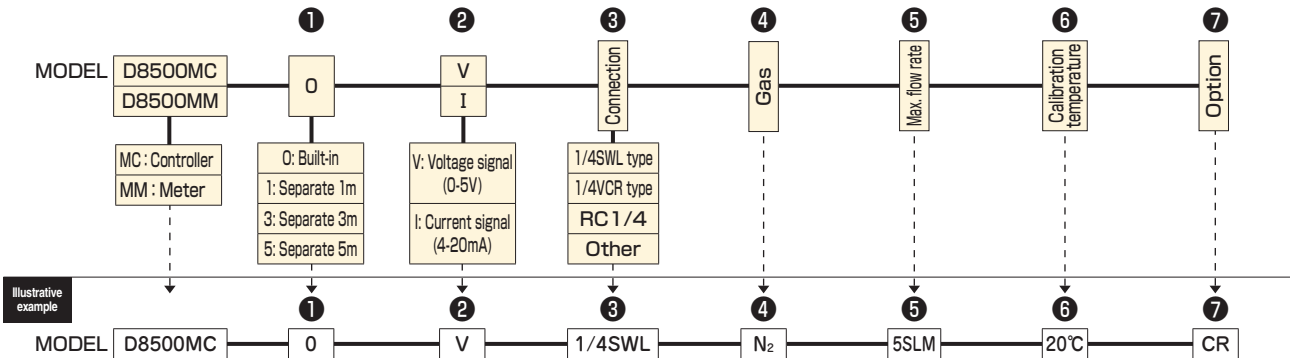 ❶ ❷ ❸ ❹ ❺ ❻ ❼
MODEL D8500MC 0 V Connection Gas Max. flow rate Calibration temperature Option
D8500MM I
MC : Controller
MM : Meter
0: Built-in
1: Separate 1m
3: Separate 3m
5: Separate 5m
V: Voltage signal
(0-5V)
I: Current signal
(4-20mA)
1/4SWL type
1/4VCR type
RC1/4
Other
Illustrative
example
❶ ❷ ❸ ❹ ❺ ❻ ❼
MODEL D8500MC 0 V 1/4SWL N₂ 5SLM 20℃ CR